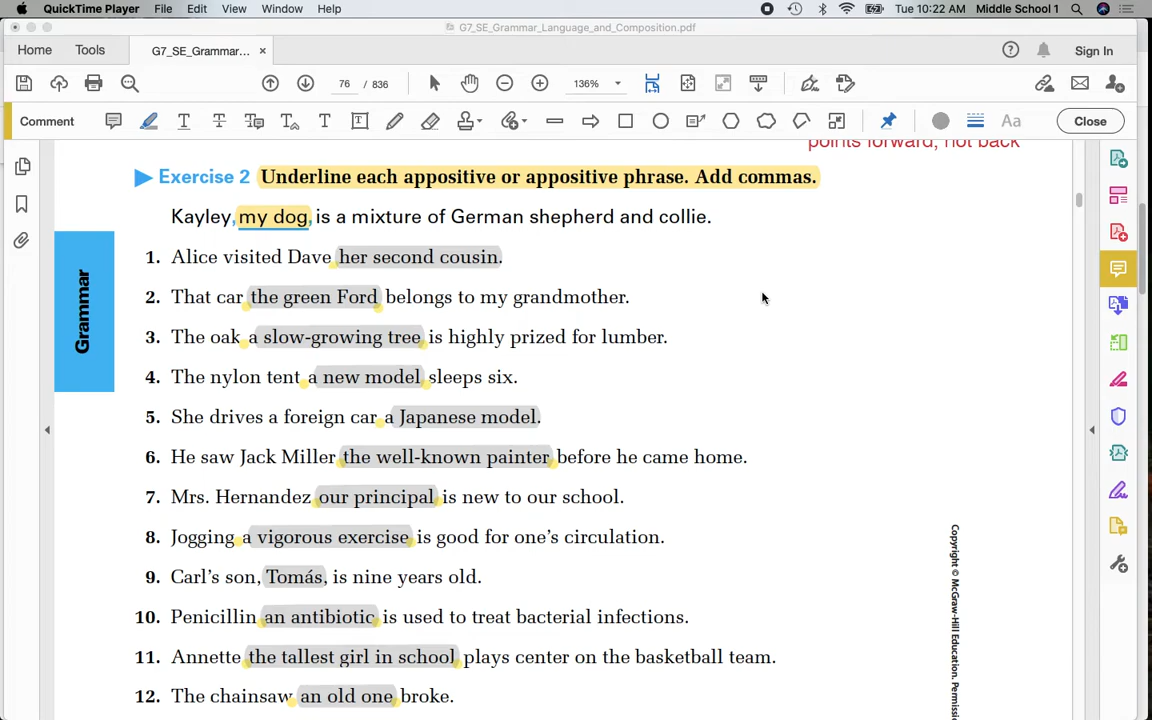 QuickTime Player File Edit View Window Help Tue 10:22 AM Middle School 1
G7_SE_Grammar_Language_and_Composition.pdf
Home Tools G7_SE_Grammar... × Sign In
76 / 836 136%
Comment Aa Close
points forward, not back
Exercise 2 Underline each appositive or appositive phrase. Add commas.
Kayley, my dog, is a mixture of German shepherd and collie.
1. Alice visited Dave her second cousin.
2. That car the green Ford belongs to my grandmother.
3. The oak a slow-growing tree is highly prized for lumber.
4. The nylon tent a new model sleeps six.
5. She drives a foreign car a Japanese model.
6. He saw Jack Miller the well-known painter before he came home.
7. Mrs. Hernandez our principal is new to our school.
8. Jogging a vigorous exercise is good for one's circulation.
9. Carl's son, Tomás, is nine years old.
10. Penicillin an antibiotic is used to treat bacterial infections.
11. Annette the tallest girl in school plays center on the basketball team.
12. The chainsaw an old one broke.
Grammar
Copyright © McGraw-Hill Education. Permissi